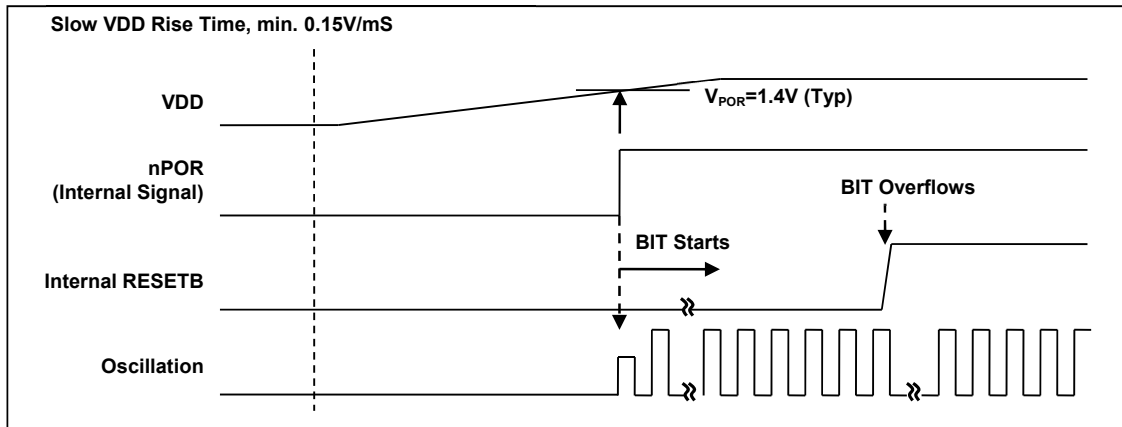 Slow VDD Rise Time, min. 0.15V/mS
VDD
VPOR=1.4V (Typ)
nPOR
(Internal Signal)
BIT Overflows
BIT Starts
Internal RESETB
Oscillation